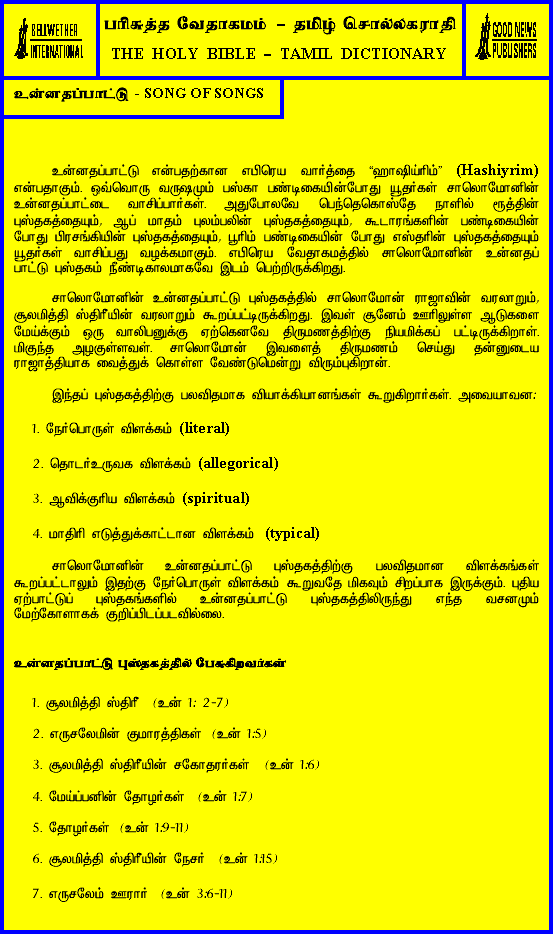 BELLWETHER
INTERNATIONAL
பரிசுத்த வேதாகமம் – தமிழ் சொல்லகராதி
THE HOLY BIBLE – TAMIL DICTIONARY
GOOD NEWS
PUBLISHERS
உன்னதப்பாட்டு - SONG OF SONGS
உன்னதப்பாட்டு என்பதற்கான எபிரெய வார்த்தை “ஹாஷிய்ரிம்” (Hashiyrim)
என்பதாகும். ஒவ்வொரு வருஷமும் பஸ்கா பண்டிகையின்போது யூதர்கள் சாலொமோனின்
உன்னதப்பாட்டை வாசிப்பார்கள். அதுபோலவே பெந்தெகொஸ்தே நாளில் ரூத்தின்
புஸ்தகத்தையும், ஆப் மாதம் புலம்பலின் புஸ்தகத்தையும், கூடாரங்களின் பண்டிகையின்
போது பிரசங்கியின் புஸ்தகத்தையும், பூரிம் பண்டிகையின் போது எஸ்தரின் புஸ்தகத்தையும்
யூதர்கள் வாசிப்பது வழக்கமாகும். எபிரெய வேதாகமத்தில் சாலொமோனின் உன்னதப்
பாட்டு புஸ்தகம் நீண்டிகாலமாகவே இடம் பெற்றிருக்கிறது.
சாலொமோனின் உன்னதப்பாட்டு புஸ்தகத்தில் சாலொமோன் ராஜாவின் வரலாறும்,
சூலமித்தி ஸ்திரீயின் வரலாறும் கூறப்பட்டிருக்கிறது. இவள் சூனேம் ஊரிலுள்ள ஆடுகளை
மேய்க்கும் ஒரு வாலிபனுக்கு ஏற்கெனவே திருமணத்திற்கு நியமிக்கப் பட்டிருக்கிறாள்.
மிகுந்த அழகுள்ளவள். சாலொமோன் இவளைத் திருமணம் செய்து தன்னுடைய
ராஜாத்தியாக வைத்துக் கொள்ள வேண்டுமென்று விரும்புகிறான்.
இந்தப் புஸ்தகத்திற்கு பலவிதமாக வியாக்கியானங்கள் கூறுகிறார்கள். அவையாவன:
1. நேர்பொருள் விளக்கம் (literal)
2. தொடர்உருவக விளக்கம் (allegorical)
3. ஆவிக்குரிய விளக்கம் (spiritual)
4. மாதிரி எடுத்துக்காட்டான விளக்கம் (typical)
சாலொமோனின் உன்னதப்பாட்டு புஸ்தகத்திற்கு பலவிதமான விளக்கங்கள்
கூறப்பட்டாலும் இதற்கு நேர்பொருள் விளக்கம் கூறுவதே மிகவும் சிறப்பாக இருக்கும். புதிய
ஏற்பாட்டுப் புஸ்தகங்களில் உன்னதப்பாட்டு புஸ்தகத்திலிருந்து எந்த வசனமும்
மேற்கோளாகக் குறிப்பிடப்படவில்லை.
உன்னதப்பாட்டு புஸ்தகத்தில் பேசுகிறவர்கள்
1. சூலமித்தி ஸ்திரீ (உன் 1: 2-7)
2. எருசலேமின் குமாரத்திகள் (உன் 1:5)
3. சூலமித்தி ஸ்திரீயின் சகோதரர்கள் (உன் 1:6)
4. மேய்ப்பனின் தோழர்கள் (உன் 1:7)
5. தோழர்கள் (உன் 1:9-11)
6. சூலமித்தி ஸ்திரீயின் நேசர் (உன் 1:15)
7. எருசலேம் ஊரார் (உன் 3:6-11)